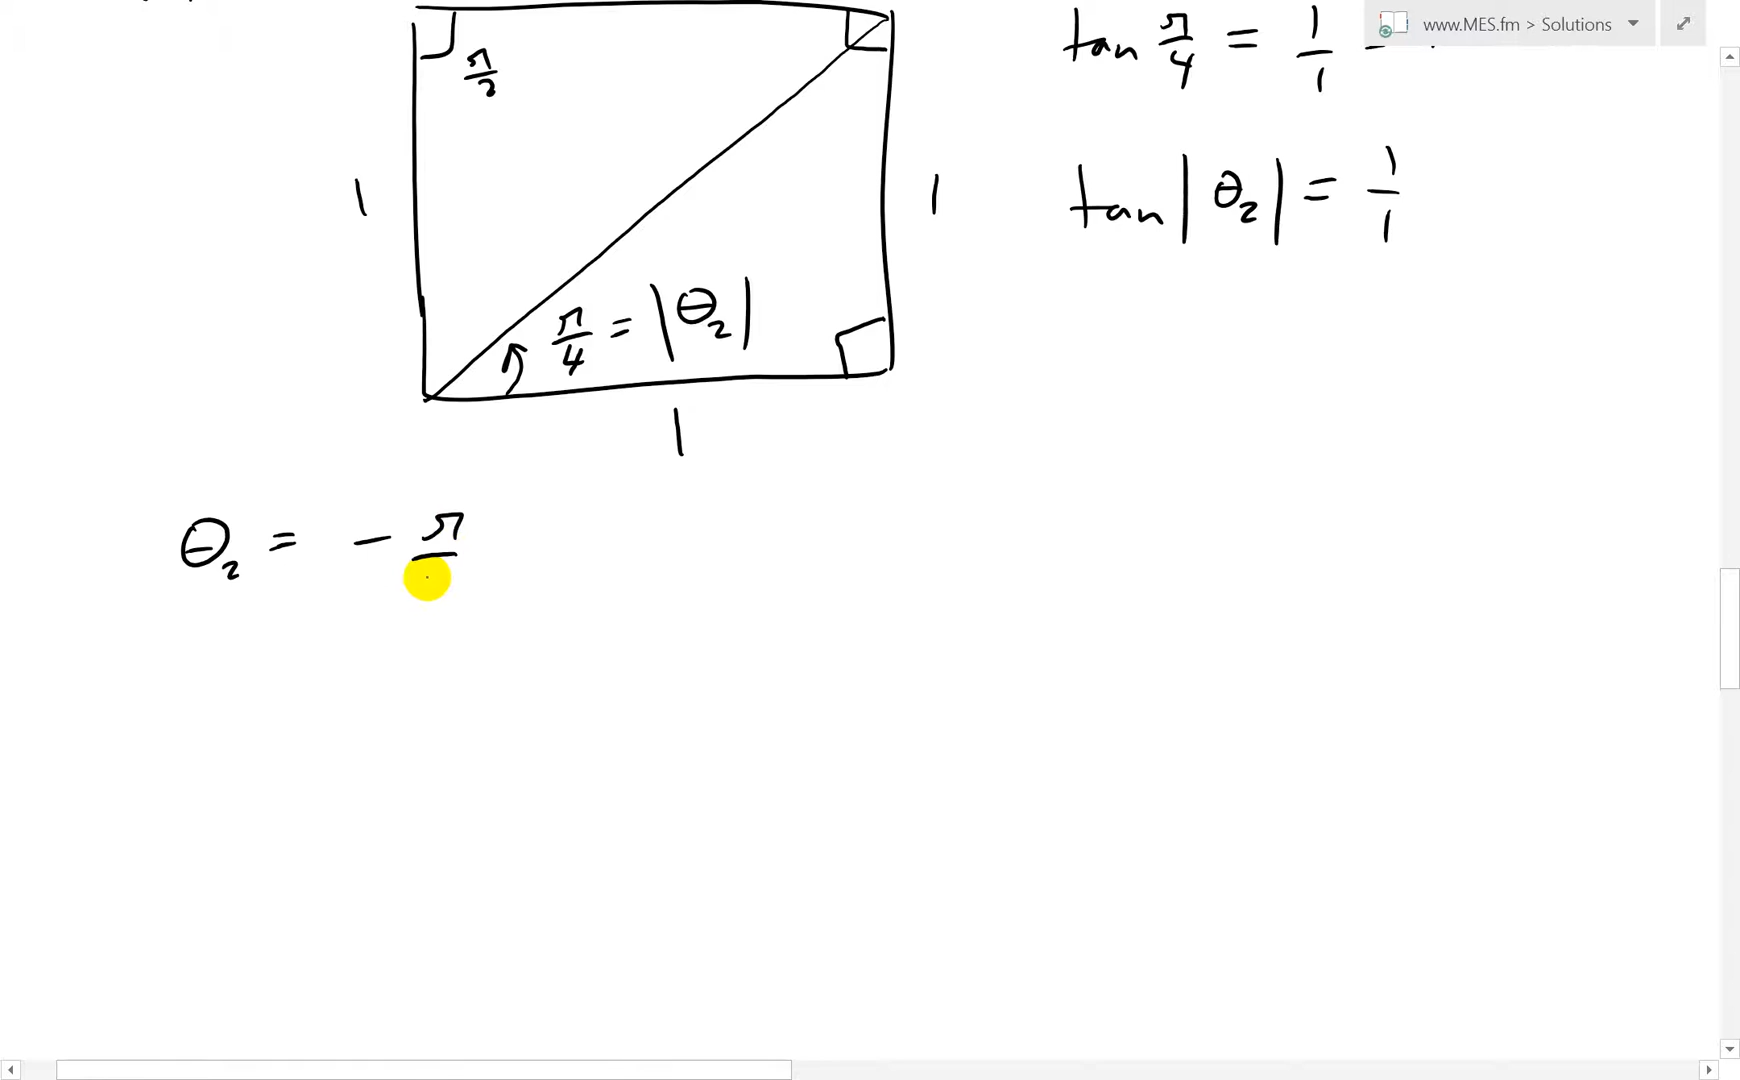 www.MES.fm > Solutions
π/2
tan π/4 = 1/1 =
1
1
tan |θ₂| = 1/1
π/4 = |θ₂|
1
θ₂ = - π/